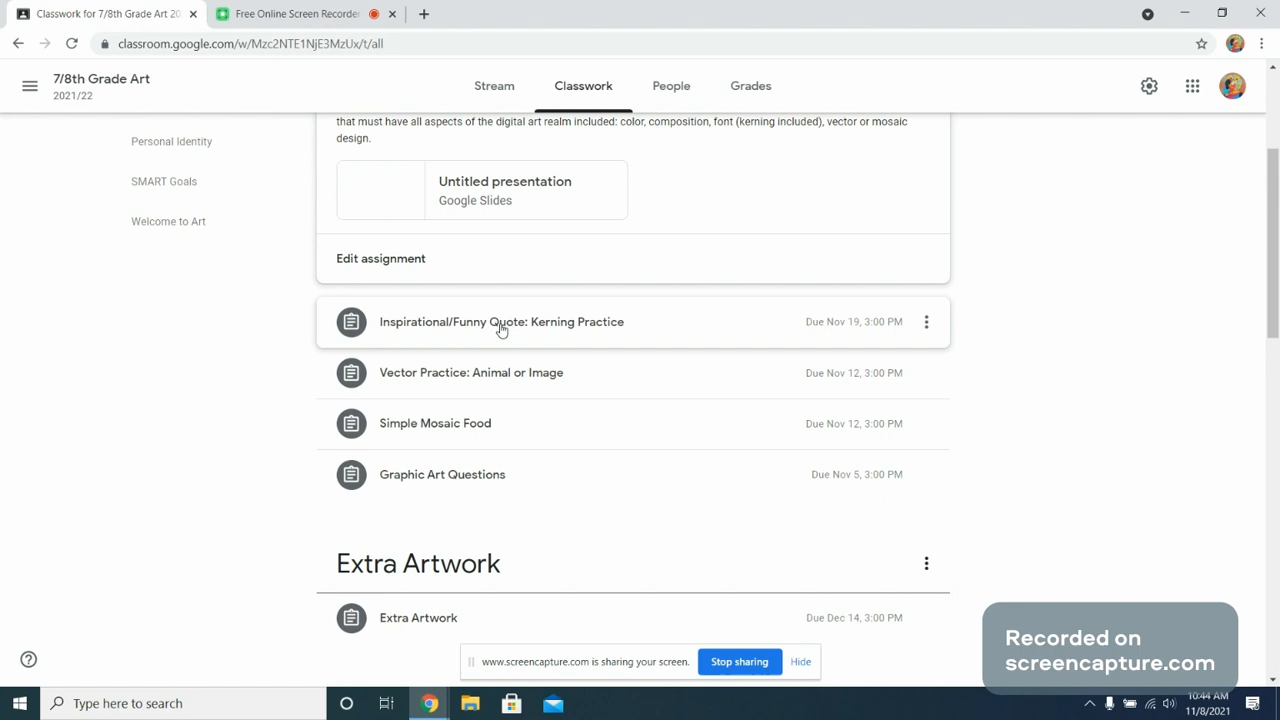 Classwork for 7/8th Grade Art 20
Free Online Screen Recorder
classroom.google.com/w/Mzc2NTE1NjE3MzUx/t/all
7/8th Grade Art
2021/22
Stream
Classwork
People
Grades
Personal Identity
SMART Goals
Welcome to Art
that must have all aspects of the digital art realm included: color, composition, font (kerning included), vector or mosaic
design.
Untitled presentation
Google Slides
Edit assignment
Inspirational/Funny Quote: Kerning Practice
Due Nov 19, 3:00 PM
Vector Practice: Animal or Image
Due Nov 12, 3:00 PM
Simple Mosaic Food
Due Nov 12, 3:00 PM
Graphic Art Questions
Due Nov 5, 3:00 PM
Extra Artwork
Extra Artwork
Due Dec 14, 3:00 PM
www.screencapture.com is sharing your screen.
Stop sharing
Hide
Recorded on
screencapture.com
Type here to search
10:44 AM
11/8/2021